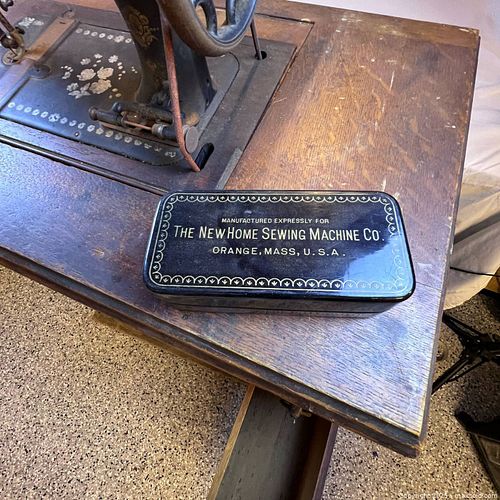 MANUFACTURED EXPRESSLY FOR
THE NEW HOME SEWING MACHINE CO.
ORANGE, MASS, U.S.A.